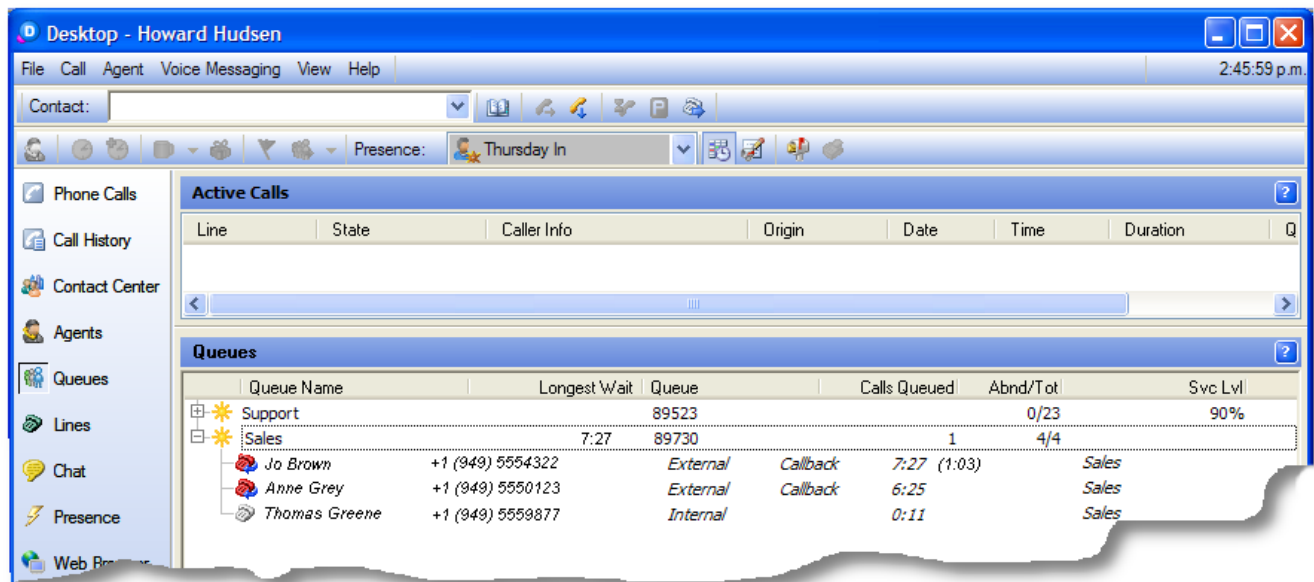 Desktop - Howard Hudsen
File Call Agent Voice Messaging View Help 2:45:59 p.m.
Contact:
Presence: Thursday In
Phone Calls
Call History
Contact Center
Agents
Queues
Lines
Chat
Presence
Web
Active Calls
Line State Caller Info Origin Date Time Duration Q
Queues
Queue Name Longest Wait Queue Calls Queued Abnd/Tot Svc Lvl
Support 89523 0/23 90%
Sales 7:27 89730 1 4/4
Jo Brown +1 (949) 5554322 External Callback 7:27 (1:03) Sales
Anne Grey +1 (949) 5550123 External Callback 6:25 Sales
Thomas Greene +1 (949) 5559877 Internal 0:11 Sales